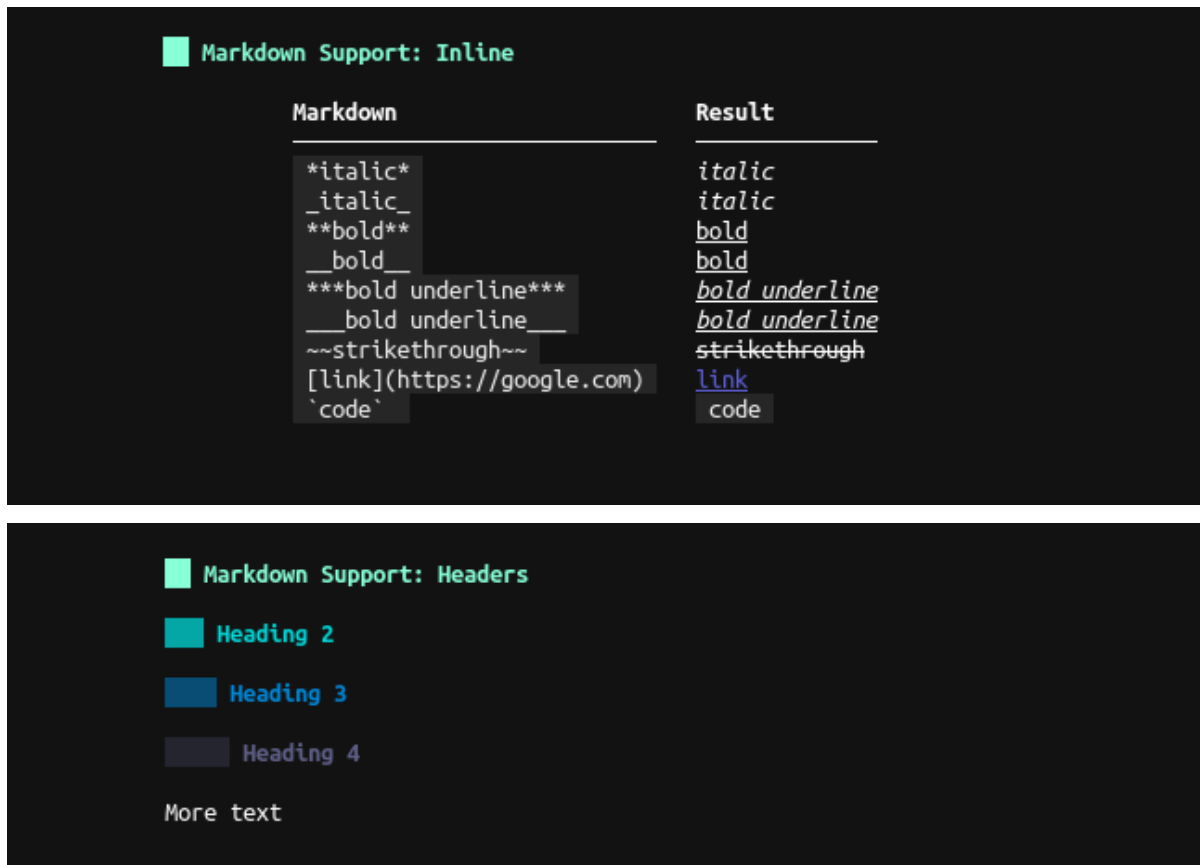 Markdown Support: Inline
Markdown Result
*italic* italic
_italic_ italic
**bold** bold
__bold__ bold
***bold underline*** bold underline
___bold underline___ bold underline
~~strikethrough~~ strikethrough
[link](https://google.com) link
`code` code
Markdown Support: Headers
Heading 2
Heading 3
Heading 4
More text